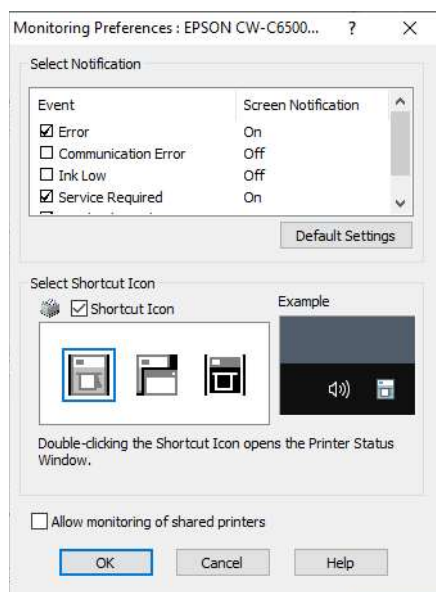 Monitoring Preferences : EPSON CW-C6500... ? ×
Select Notification
Event Screen Notification
Error On
Communication Error Off
Ink Low Off
Service Required On
Default Settings
Select Shortcut Icon
Shortcut Icon
Example
Double-clicking the Shortcut Icon opens the Printer Status
Window.
Allow monitoring of shared printers
OK Cancel Help